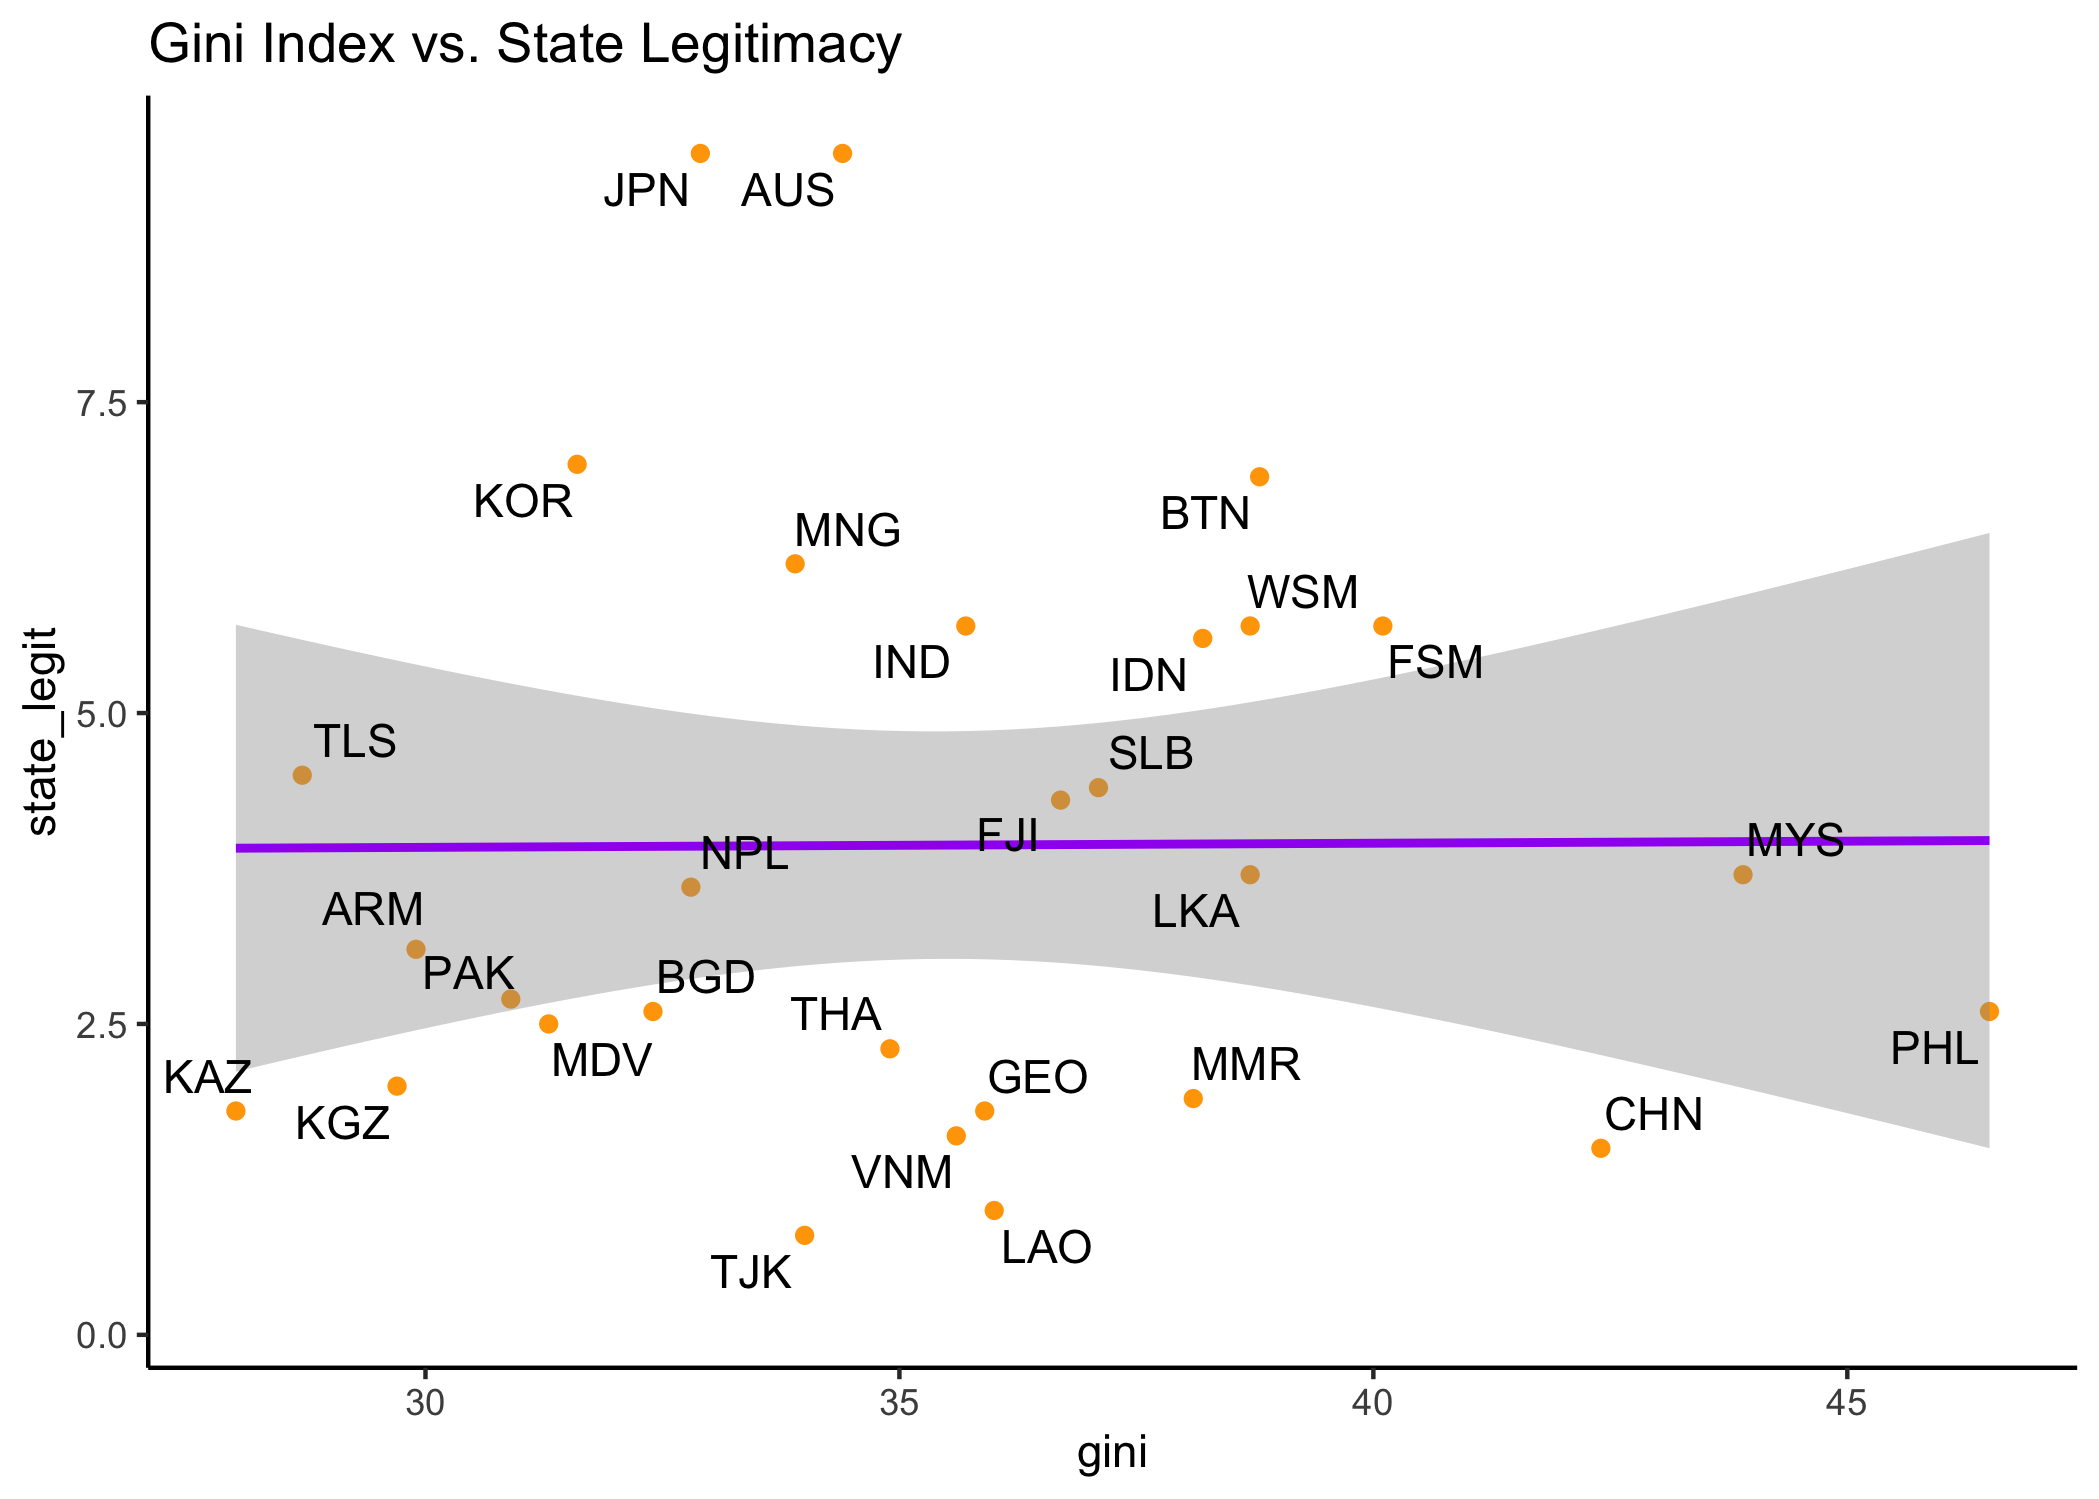 Gini Index vs. State Legitimacy
JPN AUS
7.5
KOR
MNG
BTN
WSM
IND
IDN
FSM
5.0
TLS
SLB
FJI
NPL
MYS
ARM
LKA
PAK
BGD
THA
2.5
MDV
PHL
KAZ
GEO
MMR
KGZ
CHN
VNM
LAO
TJK
0.0
30 35 40 45
gini
state_legit